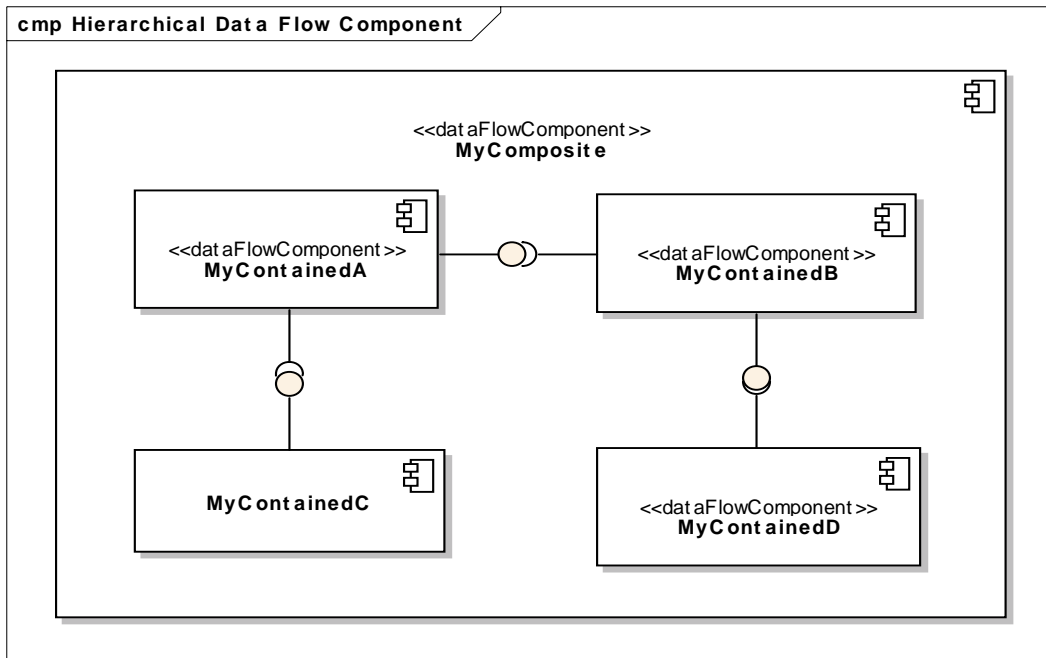 cmp Hierarchical Data Flow Component
<<dataFlowComponent>>
MyComposite
<<dataFlowComponent>>
MyContainedA
<<dataFlowComponent>>
MyContainedB
MyContainedC
<<dataFlowComponent>>
MyContainedD